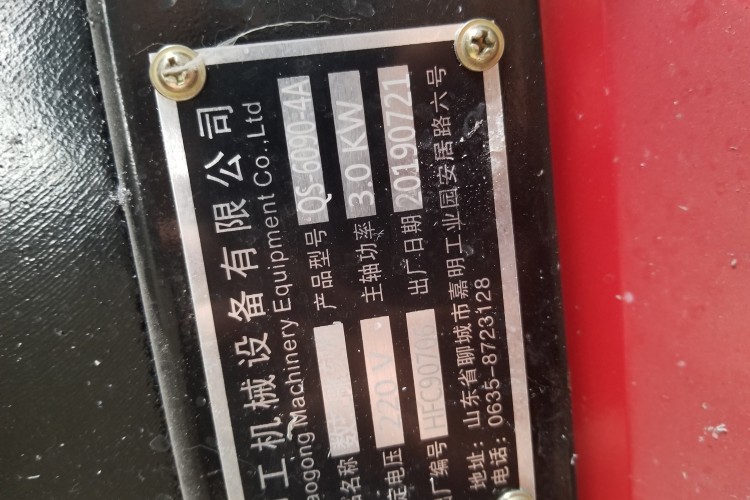 工机械设备有限公司
aogong Machinery Equipment Co.,Ltd
品名称 数 产品型号 QS-6090-4A
定电压 220 V 主轴功率 3.0 KW
厂编号 HFC9070 出厂日期 20190721
地址：山东省聊城市嘉明工业园安居路六号
电话：0635-8723128